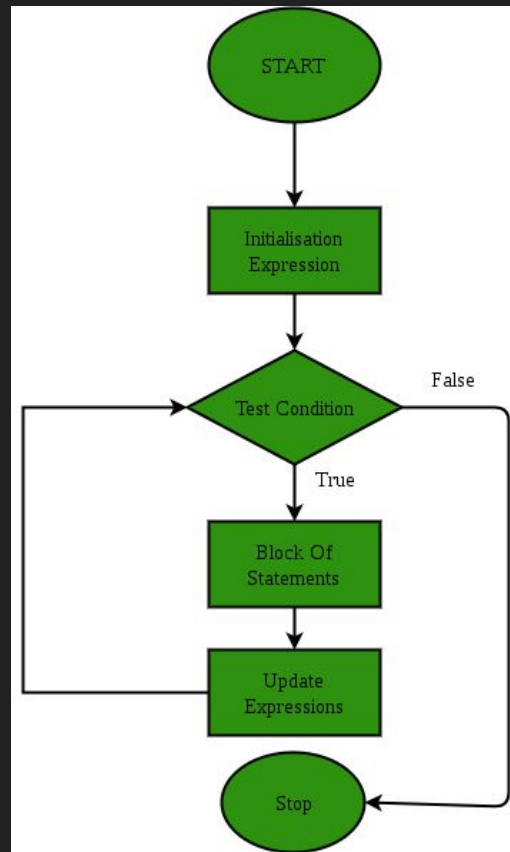 START
Initialisation
Expression
False
Test Condition
True
Block Of
Statements
Update
Expressions
Stop